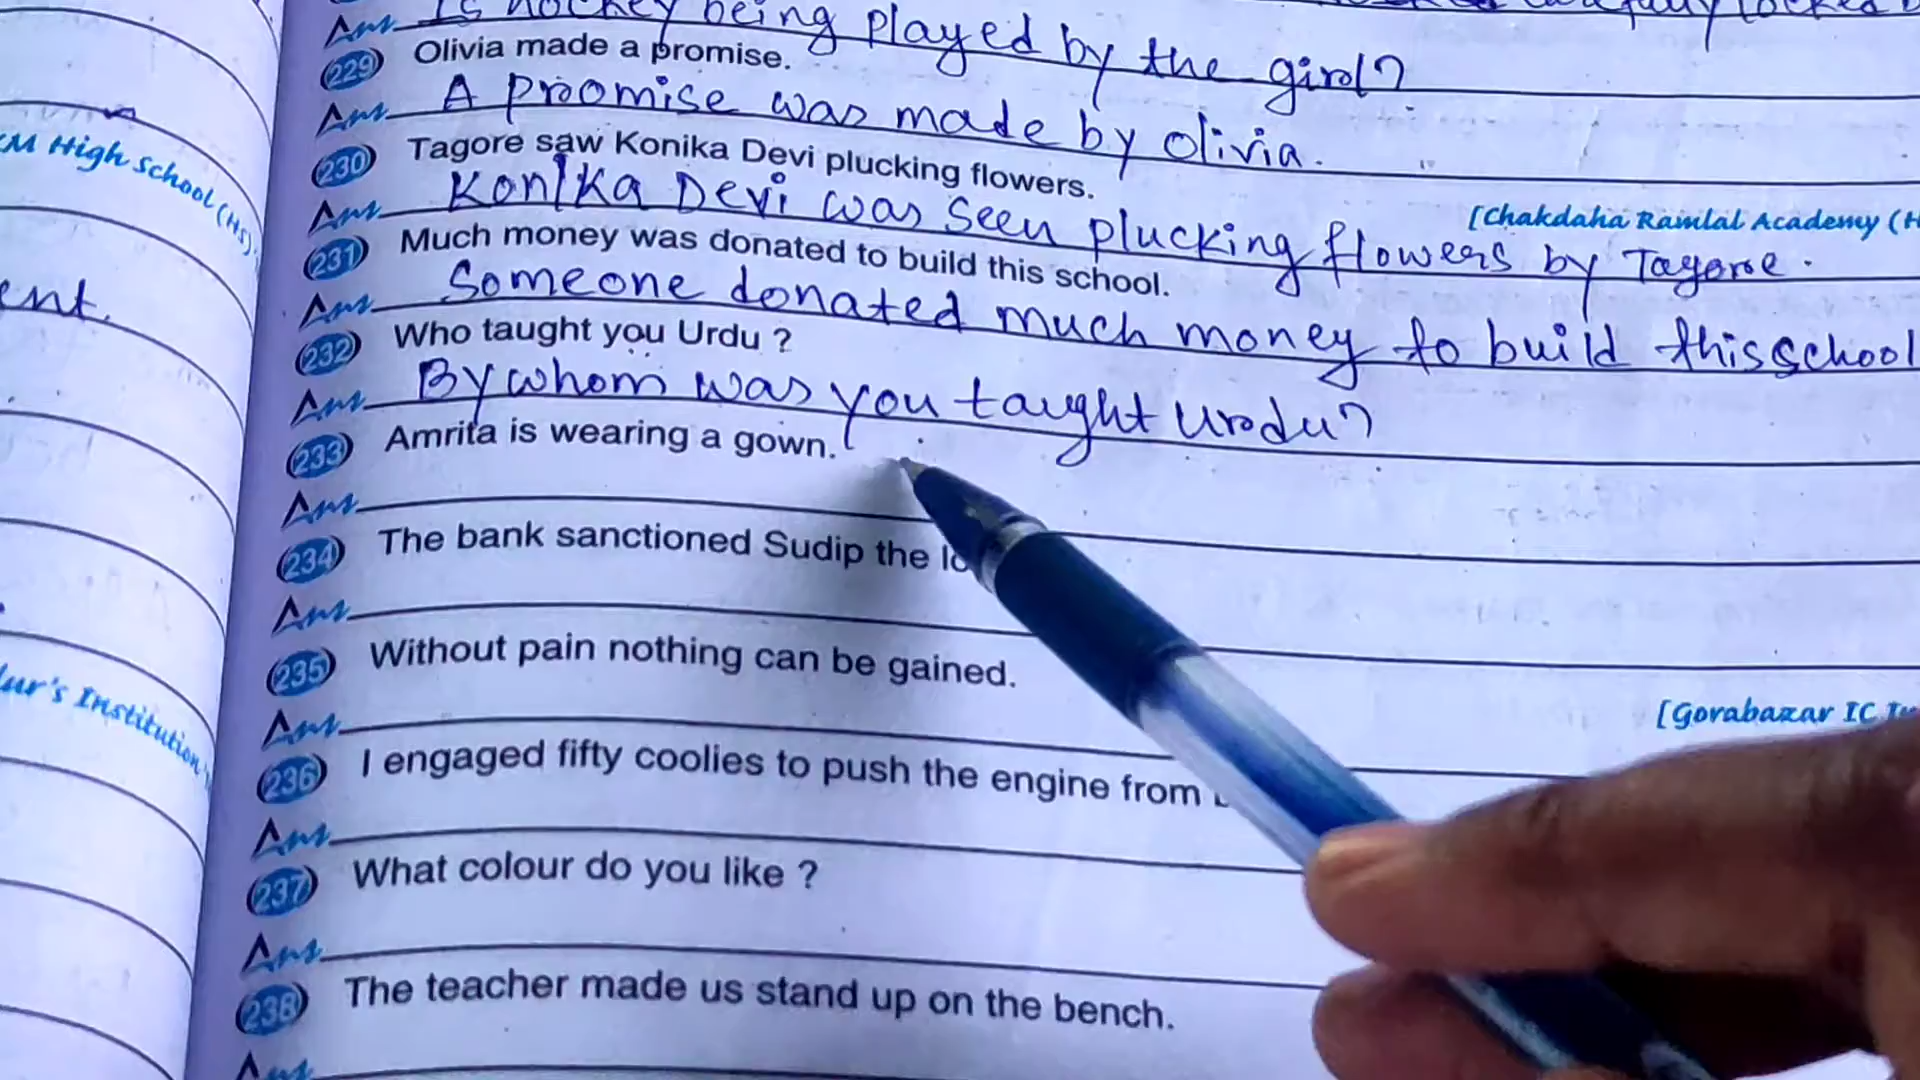 Ans Is hockey being played by the girl?
229 Olivia made a promise.
Ans A promise was made by Olivia.
230 Tagore saw Konika Devi plucking flowers.
[Chakdaha Ramlal Academy (H
Ans Konika Devi was seen plucking flowers by Tagore.
231 Much money was donated to build this school.
Ans Someone donated much money to build this school
232 Who taught you Urdu ?
Ans By whom was you taught Urdu?
233 Amrita is wearing a gown.
Ans
234 The bank sanctioned Sudip the
Ans
235 Without pain nothing can be gained.
[Gorabazar IC
Ans
236 I engaged fifty coolies to push the engine from
Ans
237 What colour do you like ?
Ans
238 The teacher made us stand up on the bench.
Ans
M High School (HS)
ent.
ur's Institution